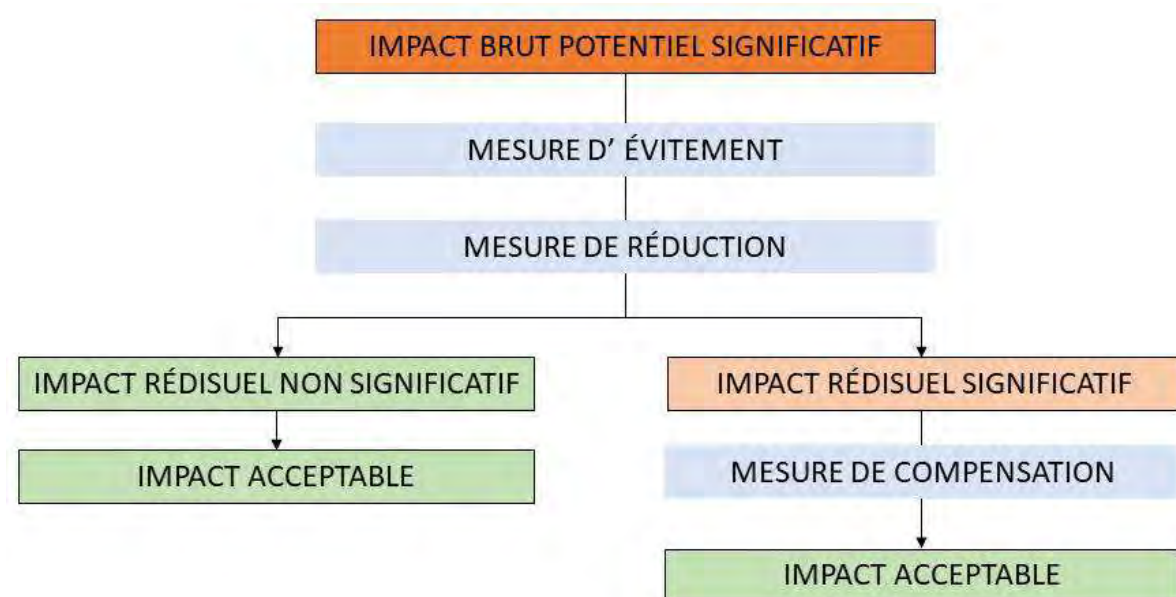 IMPACT BRUT POTENTIEL SIGNIFICATIF
MESURE D’ ÉVITEMENT
MESURE DE RÉDUCTION
IMPACT RÉDISUEL NON SIGNIFICATIF
IMPACT RÉDISUEL SIGNIFICATIF
IMPACT ACCEPTABLE
MESURE DE COMPENSATION
IMPACT ACCEPTABLE